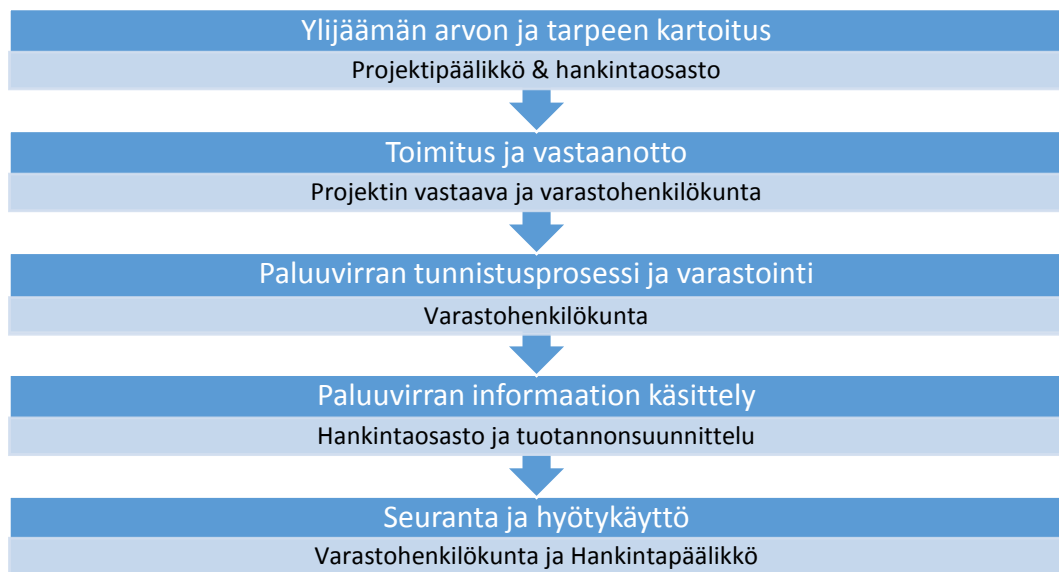 Ylijäämän arvon ja tarpeen kartoitus
Projektipäälikkö & hankintaosasto
Toimitus ja vastaanotto
Projektin vastaava ja varastohenkilökunta
Paluuvirran tunnistusprosessi ja varastointi
Varastohenkilökunta
Paluuvirran informaation käsittely
Hankintaosasto ja tuotannonsuunnittelu
Seuranta ja hyötykäyttö
Varastohenkilökunta ja Hankintapäälikkö